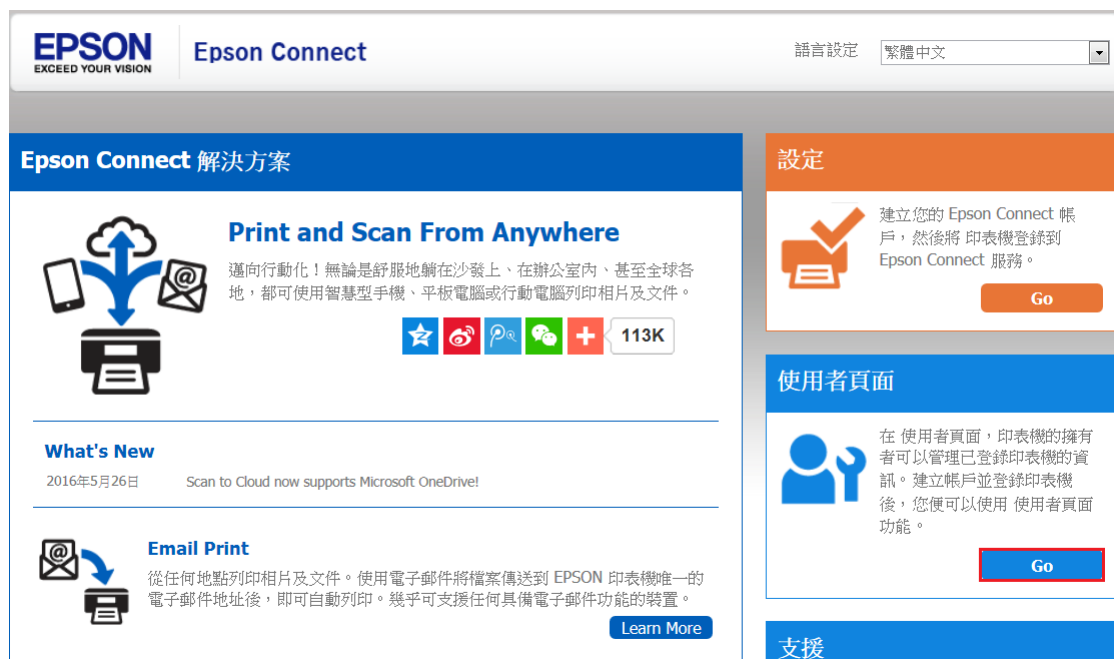 EPSON
EXCEED YOUR VISION
Epson Connect
語言設定
繁體中文
Epson Connect 解決方案
Print and Scan From Anywhere
邁向行動化！無論是舒服地躺在沙發上、在辦公室內、甚至全球各
地，都可使用智慧型手機、平板電腦或行動電腦列印相片及文件。
113K
What's New
2016年5月26日 Scan to Cloud now supports Microsoft OneDrive!
Email Print
從任何地點列印相片及文件。使用電子郵件將檔案傳送到 EPSON 印表機唯一的
電子郵件地址後，即可自動列印。幾乎可支援任何具備電子郵件功能的裝置。
Learn More
設定
建立您的 Epson Connect 帳
戶，然後將 印表機登錄到
Epson Connect 服務。
Go
使用者頁面
在 使用者頁面，印表機的擁有
者可以管理已登錄印表機的資
訊。建立帳戶並登錄印表機
後，您便可以使用 使用者頁面
功能。
Go
支援